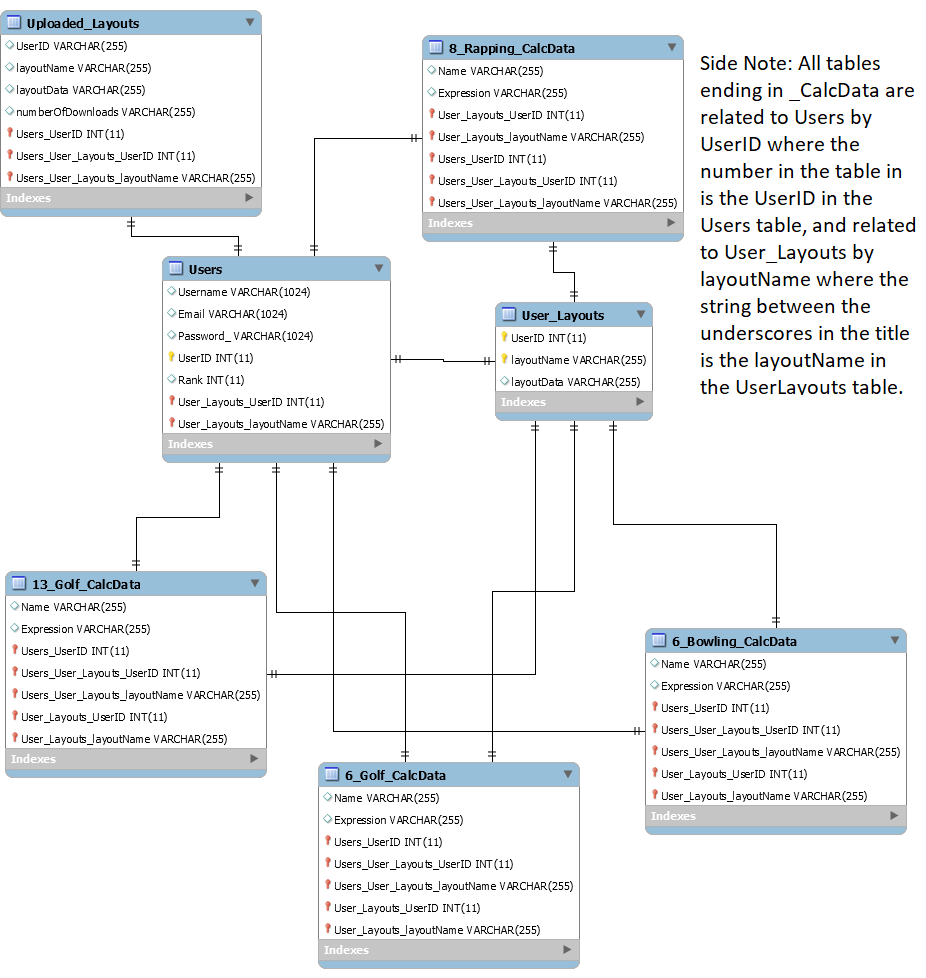 Uploaded_Layouts
UserID VARCHAR(255)
layoutName VARCHAR(255)
layoutData VARCHAR(255)
numberOfDownloads VARCHAR(255)
Users_UserID INT(11)
Users_User_Layouts_UserID INT(11)
Users_User_Layouts_layoutName VARCHAR(255)
Indexes
8_Rapping_CalcData
Name VARCHAR(255)
Expression VARCHAR(255)
User_Layouts_UserID INT(11)
User_Layouts_layoutName VARCHAR(255)
Users_UserID INT(11)
Users_User_Layouts_UserID INT(11)
Users_User_Layouts_layoutName VARCHAR(255)
Indexes
Side Note: All tables
ending in _CalcData are
related to Users by
UserID where the
number in the table in
is the UserID in the
Users table, and related
to User_Layouts by
layoutName where the
string between the
underscores in the title
is the layoutName in
the UserLayouts table.
Users
Username VARCHAR(1024)
Email VARCHAR(1024)
Password_ VARCHAR(1024)
UserID INT(11)
Rank INT(11)
User_Layouts_UserID INT(11)
User_Layouts_layoutName VARCHAR(255)
Indexes
User_Layouts
UserID INT(11)
layoutName VARCHAR(255)
layoutData VARCHAR(255)
Indexes
13_Golf_CalcData
Name VARCHAR(255)
Expression VARCHAR(255)
Users_UserID INT(11)
Users_User_Layouts_UserID INT(11)
Users_User_Layouts_layoutName VARCHAR(255)
User_Layouts_UserID INT(11)
User_Layouts_layoutName VARCHAR(255)
Indexes
6_Bowling_CalcData
Name VARCHAR(255)
Expression VARCHAR(255)
Users_UserID INT(11)
Users_User_Layouts_UserID INT(11)
Users_User_Layouts_layoutName VARCHAR(255)
User_Layouts_UserID INT(11)
User_Layouts_layoutName VARCHAR(255)
Indexes
6_Golf_CalcData
Name VARCHAR(255)
Expression VARCHAR(255)
Users_UserID INT(11)
Users_User_Layouts_UserID INT(11)
Users_User_Layouts_layoutName VARCHAR(255)
User_Layouts_UserID INT(11)
User_Layouts_layoutName VARCHAR(255)
Indexes